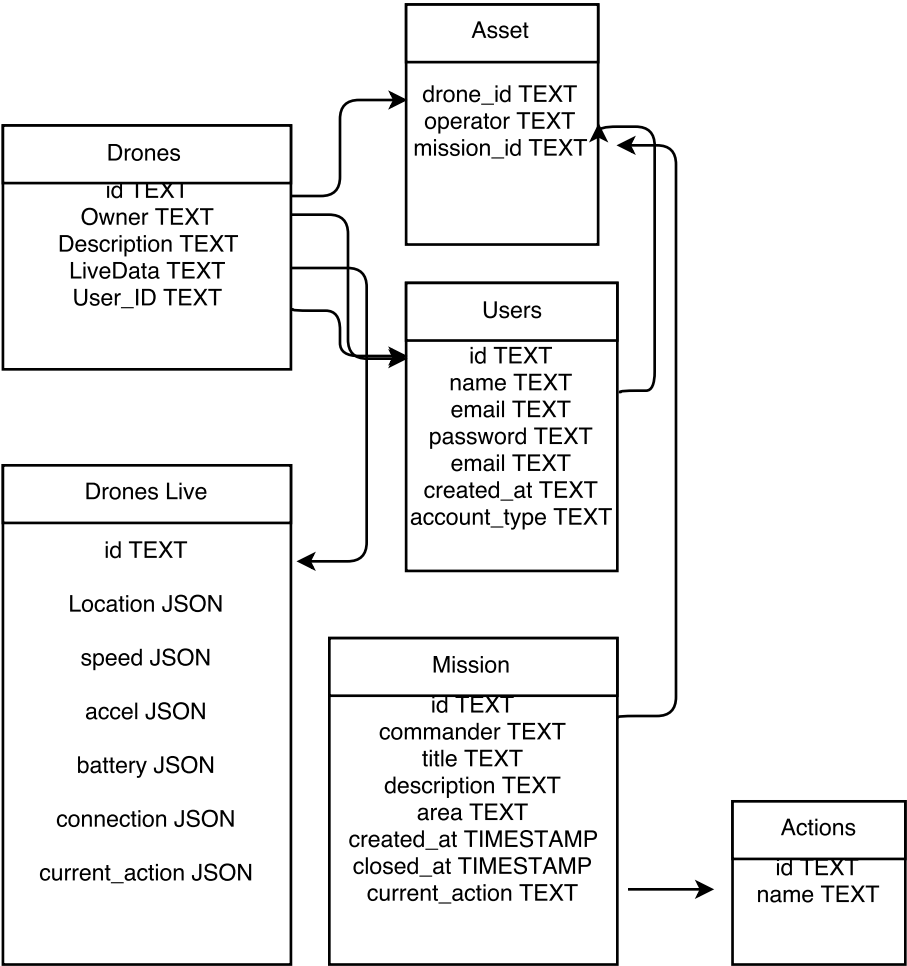 Asset
drone_id TEXT
operator TEXT
mission_id TEXT
Drones
id TEXT
Owner TEXT
Description TEXT
LiveData TEXT
User_ID TEXT
Users
id TEXT
name TEXT
email TEXT
password TEXT
email TEXT
created_at TEXT
account_type TEXT
Drones Live
id TEXT
Location JSON
speed JSON
accel JSON
battery JSON
connection JSON
current_action JSON
Mission
id TEXT
commander TEXT
title TEXT
description TEXT
area TEXT
created_at TIMESTAMP
closed_at TIMESTAMP
current_action TEXT
Actions
id TEXT
name TEXT